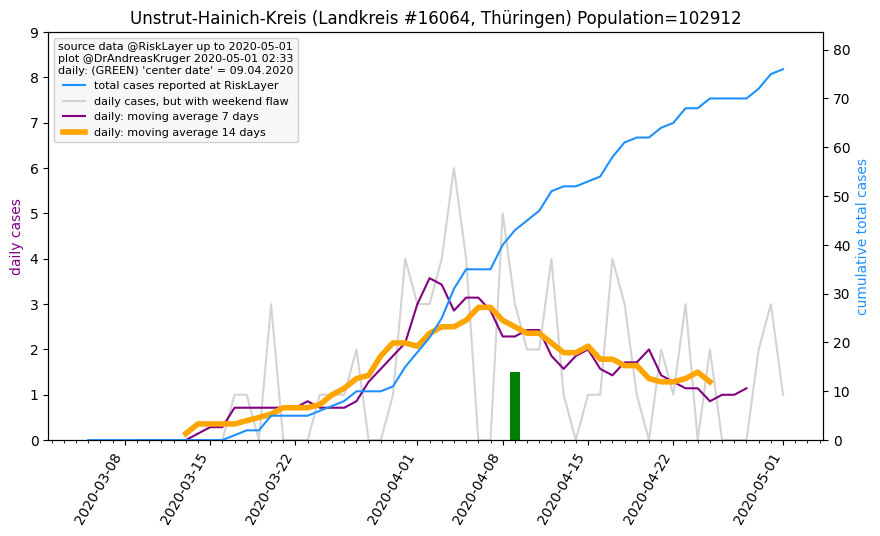 Unstrut-Hainich-Kreis (Landkreis #16064, Thüringen) Population=102912
source data @RiskLayer up to 2020-05-01
plot @DrAndreasKruger 2020-05-01 02:33
daily: (GREEN) 'center date' = 09.04.2020
total cases reported at RiskLayer
daily cases, but with weekend flaw
daily: moving average 7 days
daily: moving average 14 days
daily cases
9
8
7
6
5
4
3
2
1
0
cumulative total cases
80
70
60
50
40
30
20
10
0
2020-03-08
2020-03-15
2020-03-22
2020-04-01
2020-04-08
2020-04-15
2020-04-22
2020-05-01